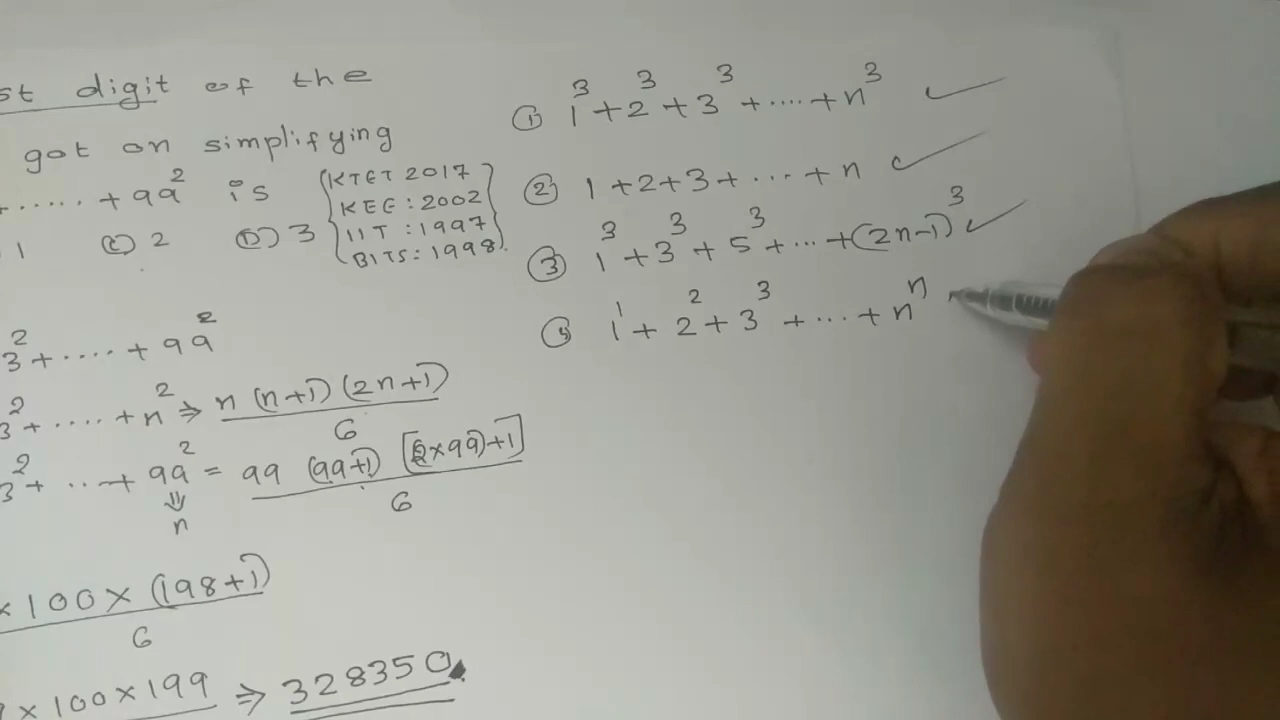 st digit of the
got on simplifying
+ ...... + 99² is
1 (C) 2 (D) 3
{KTET 2017
KEE : 2002
IIT : 1997
BITS : 1998}.
3² + .... + 99²
3² + .... + n² ⇒ n (n+1) (2n+1) / 6
3² + ... + 99² = 99 (99+1) [(2×99)+1] / 6
⇓
n
× 100 × (198+1) / 6
× 100 × 199 ⇒ 328350.
① 1³ + 2³ + 3³ + .... + n³ ✓
② 1 + 2 + 3 + ... + n ✓
③ 1³ + 3³ + 5³ + ... + (2n-1)³ ✓
④ 1¹ + 2² + 3³ + ... + nⁿ